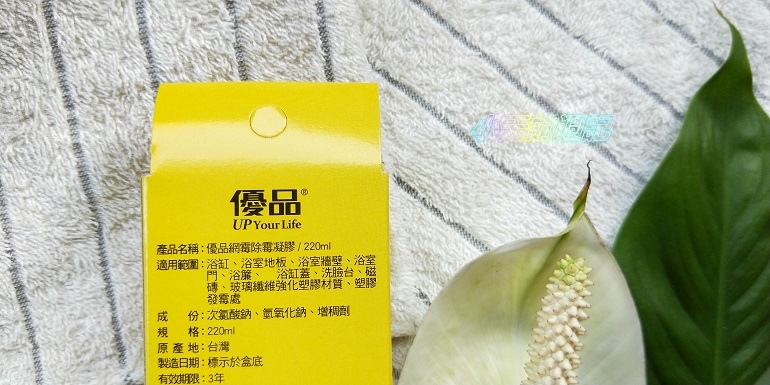 優品®
UP Your Life
產品名稱：優品網霉除霉凝膠 / 220ml
適用範圍：浴缸、浴室地板、浴室牆壁、浴室
門、浴簾、 浴缸蓋、洗臉台、磁
磚、玻璃纖維強化塑膠材質、塑膠
發霉處
成 份：次氯酸鈉、氫氧化鈉、增稠劑
規 格：220ml
原 產 地：台灣
製造日期：標示於盒底
有效期限：3年